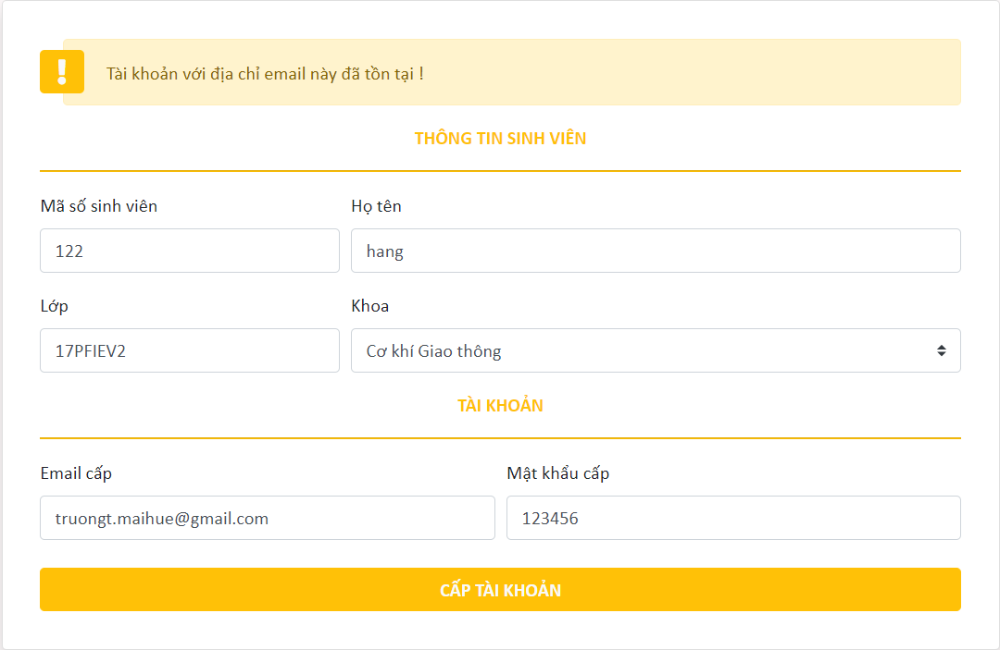 Tài khoản với địa chỉ email này đã tồn tại !
THÔNG TIN SINH VIÊN
Mã số sinh viên
Họ tên
122
hang
Lớp
Khoa
17PFIEV2
Cơ khí Giao thông
TÀI KHOẢN
Email cấp
Mật khẩu cấp
truongt.maihue@gmail.com
123456
CẤP TÀI KHOẢN